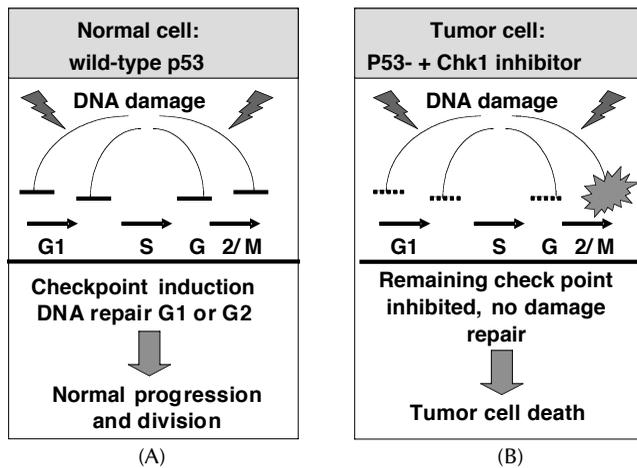 Normal cell:
wild-type p53
DNA damage
G1 S G 2/ M
Checkpoint induction
DNA repair G1 or G2
Normal progression
and division
(A)
Tumor cell:
P53- + Chk1 inhibitor
DNA damage
G1 S G 2/ M
Remaining check point
inhibited, no damage
repair
Tumor cell death
(B)